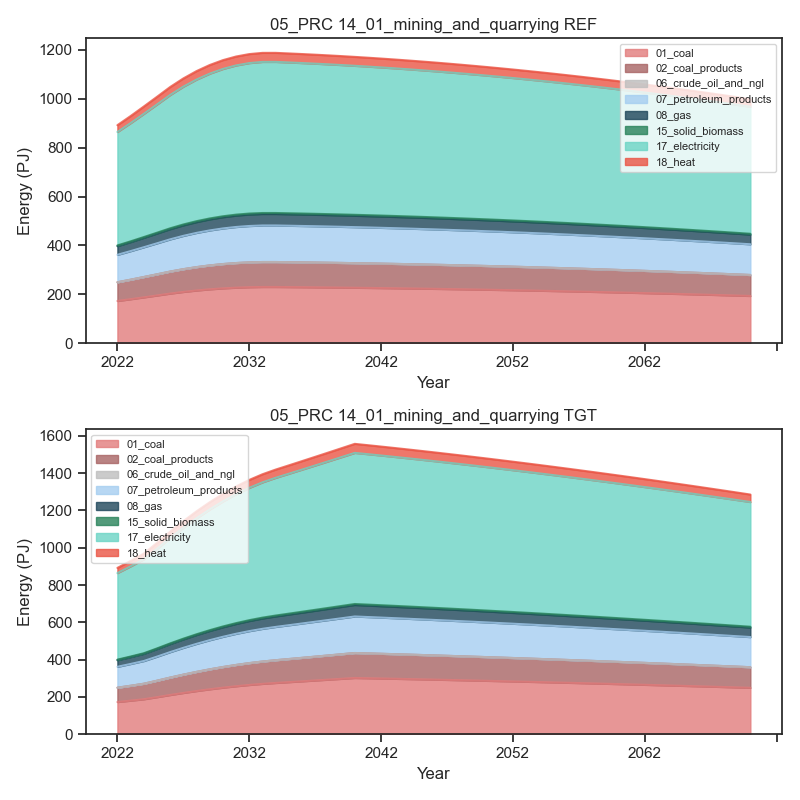 05_PRC 14_01_mining_and_quarrying REF
Energy (PJ)
1200
1000
800
600
400
200
0
01_coal
02_coal_products
06_crude_oil_and_ngl
07_petroleum_products
08_gas
15_solid_biomass
17_electricity
18_heat
2022
2032
2042
2052
2062
Year
05_PRC 14_01_mining_and_quarrying TGT
Energy (PJ)
1600
1400
1200
1000
800
600
400
200
0
01_coal
02_coal_products
06_crude_oil_and_ngl
07_petroleum_products
08_gas
15_solid_biomass
17_electricity
18_heat
2022
2032
2042
2052
2062
Year